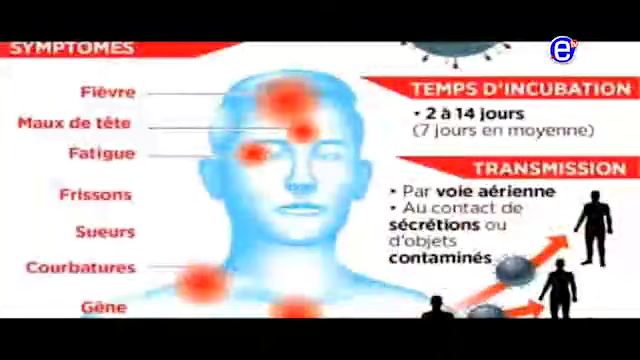 SYMPTÔMES
Fièvre
Maux de tête
Fatigue
Frissons
Sueurs
Courbatures
Gêne
e
TEMPS D'INCUBATION
• 2 à 14 jours
(7 jours en moyenne)
TRANSMISSION
• Par voie aérienne
• Au contact de
sécrétions ou
d'objets
contaminés